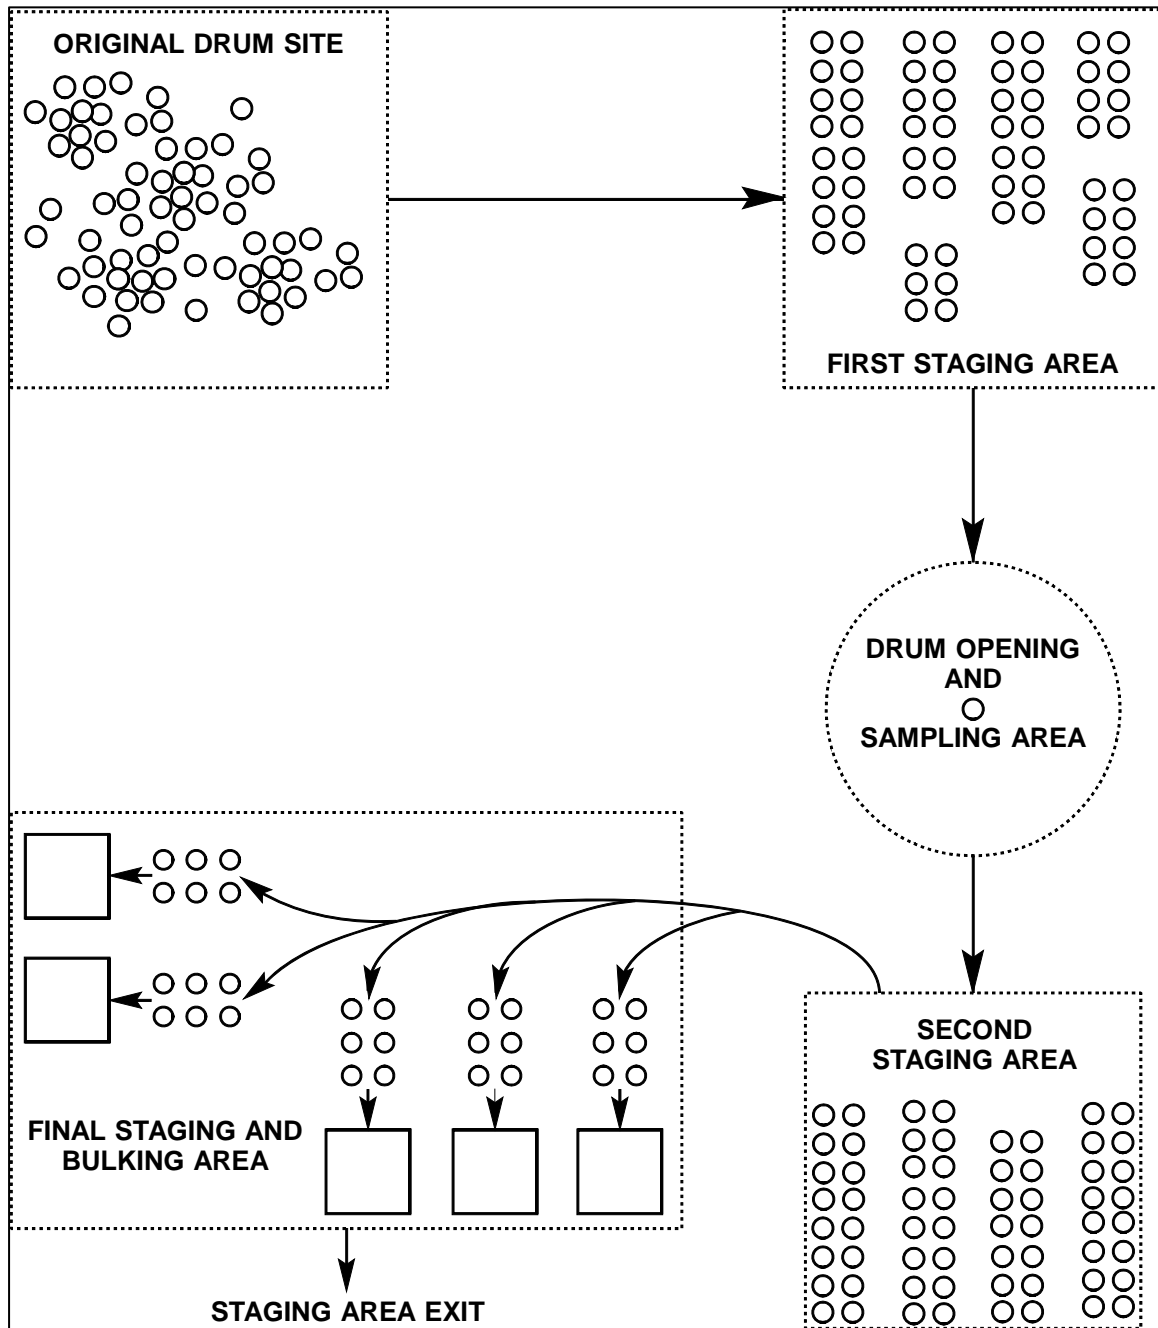 ORIGINAL DRUM SITE
FIRST STAGING AREA
DRUM OPENING
AND
SAMPLING AREA
SECOND
STAGING AREA
FINAL STAGING AND
BULKING AREA
STAGING AREA EXIT